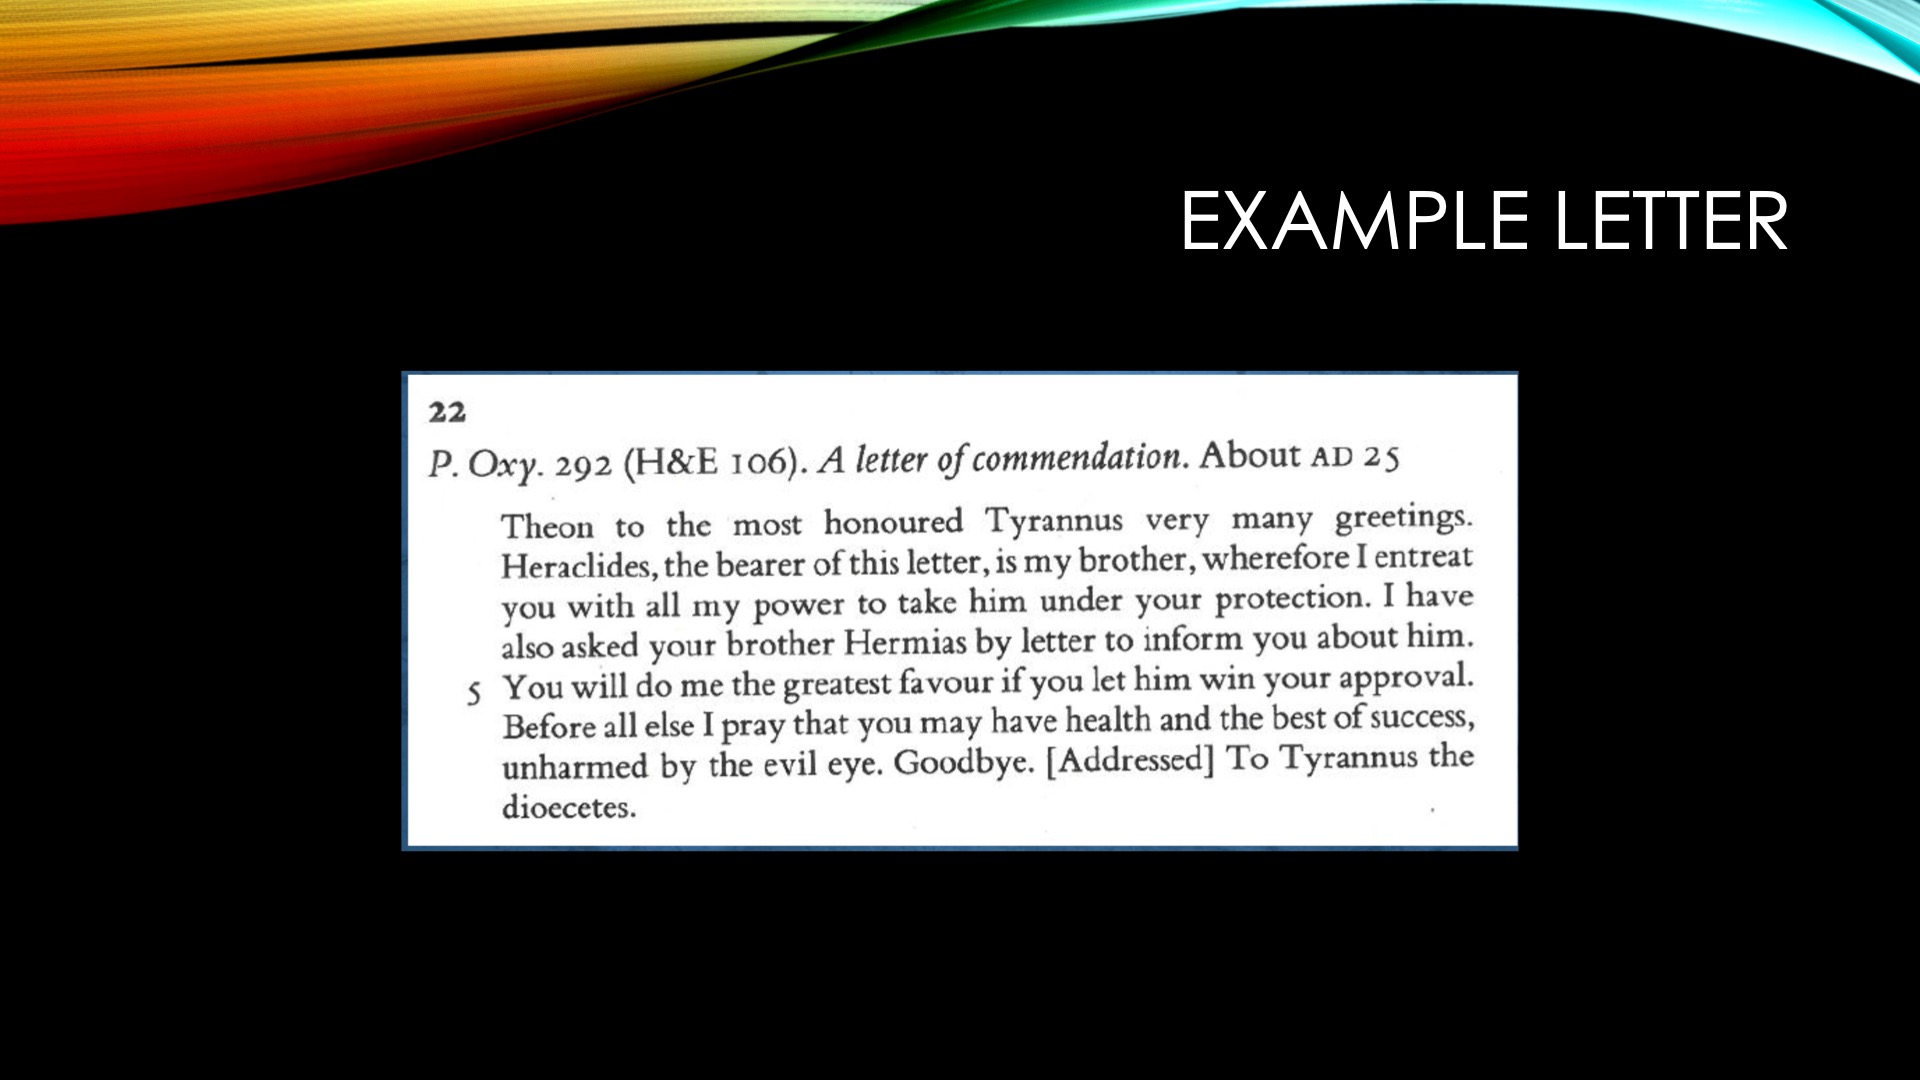 EXAMPLE LETTER
22
P. Oxy. 292 (H&E 106). A letter of commendation. About AD 25
Theon to the most honoured Tyrannus very many greetings.
Heraclides, the bearer of this letter, is my brother, wherefore I entreat
you with all my power to take him under your protection. I have
also asked your brother Hermias by letter to inform you about him.
5 You will do me the greatest favour if you let him win your approval.
Before all else I pray that you may have health and the best of success,
unharmed by the evil eye. Goodbye. [Addressed] To Tyrannus the
dioecetes.